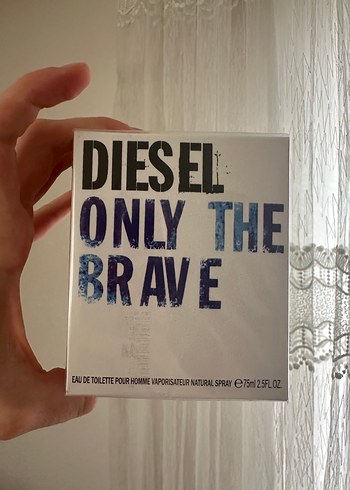 DIESEL
ONLY THE
BRAVE
EAU DE TOILETTE POUR HOMME VAPORISATEUR NATURAL SPRAY ℮75ml 2.5FL.OZ.